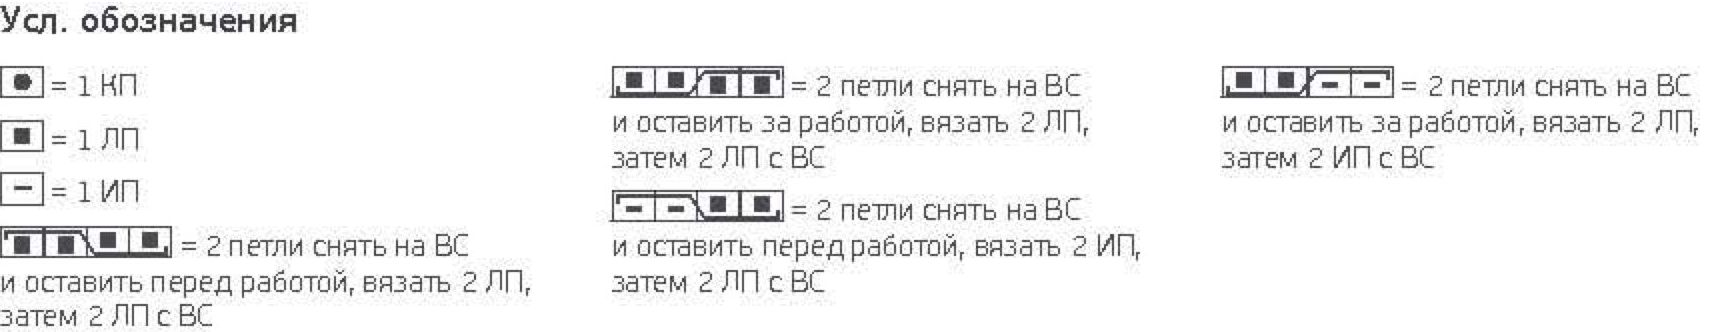 Усл. обозначения
= 1 КП
= 1 ЛП
= 1 ИП
= 2 петли снять на ВС
и оставить перед работой, вязать 2 ЛП,
затем 2 ЛП с ВС
= 2 петли снять на ВС
и оставить за работой, вязать 2 ЛП,
затем 2 ЛП с ВС
= 2 петли снять на ВС
и оставить перед работой, вязать 2 ИП,
затем 2 ЛП с ВС
= 2 петли снять на ВС
и оставить за работой, вязать 2 ЛП,
затем 2 ИП с ВС